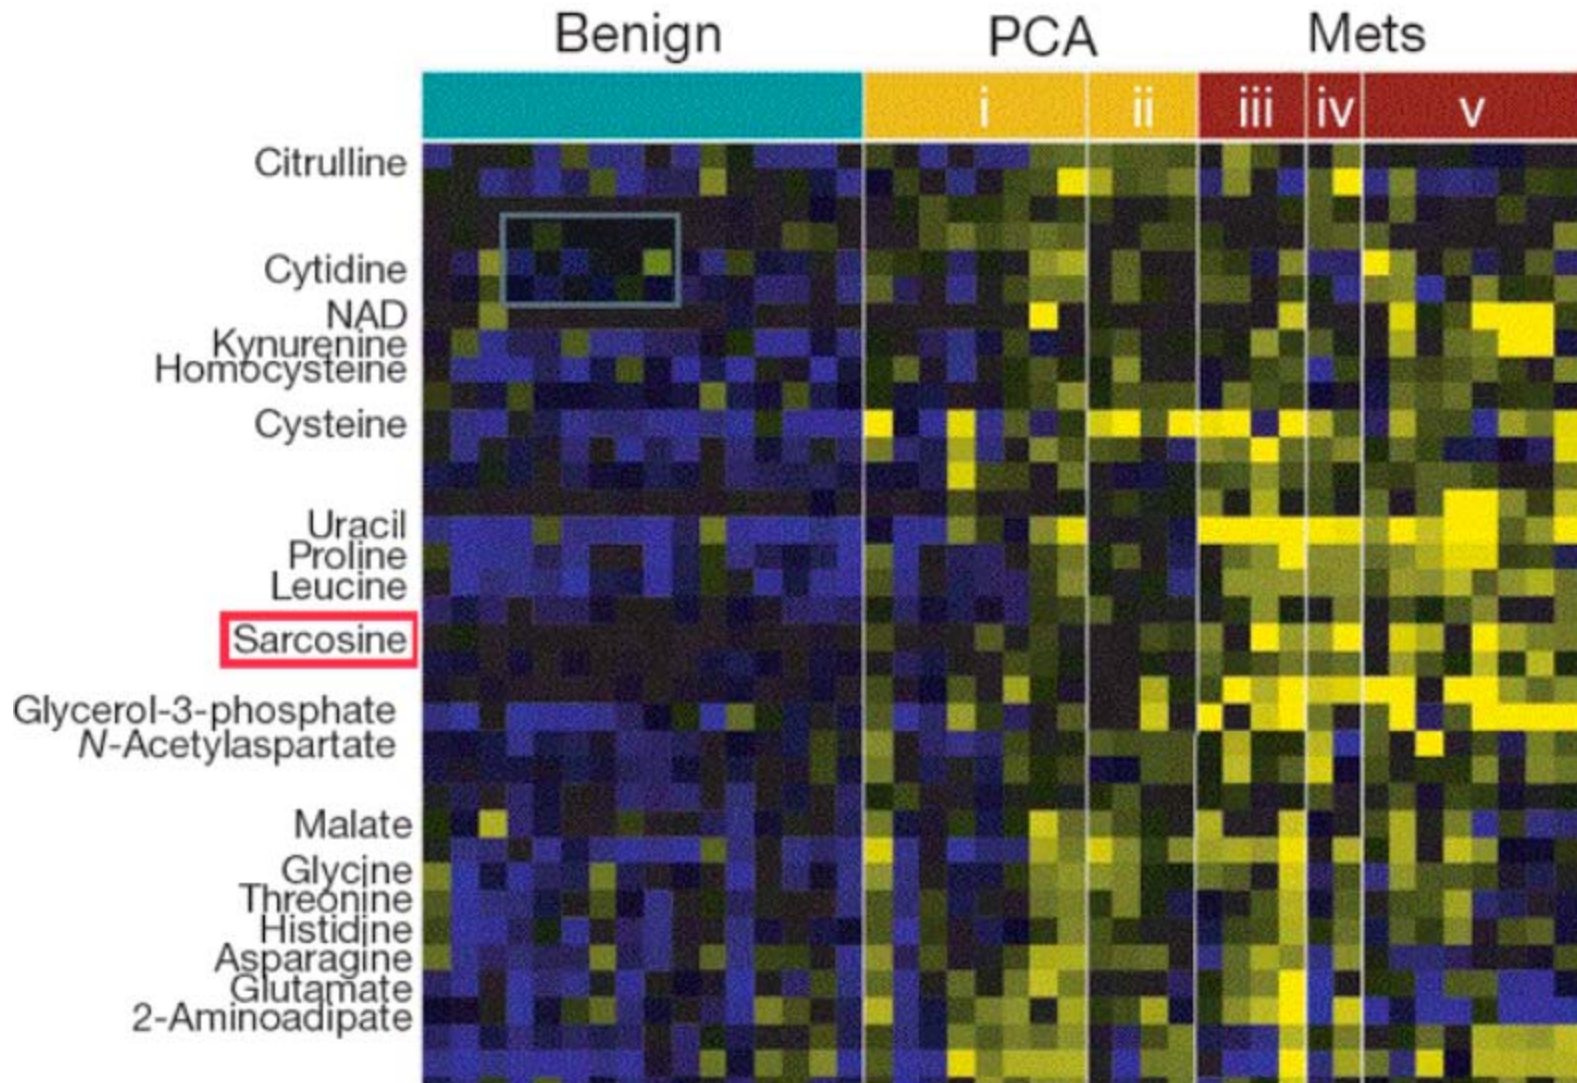 Benign PCA Mets
i ii iii iv v
Citrulline
Cytidine
NAD
Kynurenine
Homocysteine
Cysteine
Uracil
Proline
Leucine
Sarcosine
Glycerol-3-phosphate
N-Acetylaspartate
Malate
Glycine
Threonine
Histidine
Asparagine
Glutamate
2-Aminoadipate